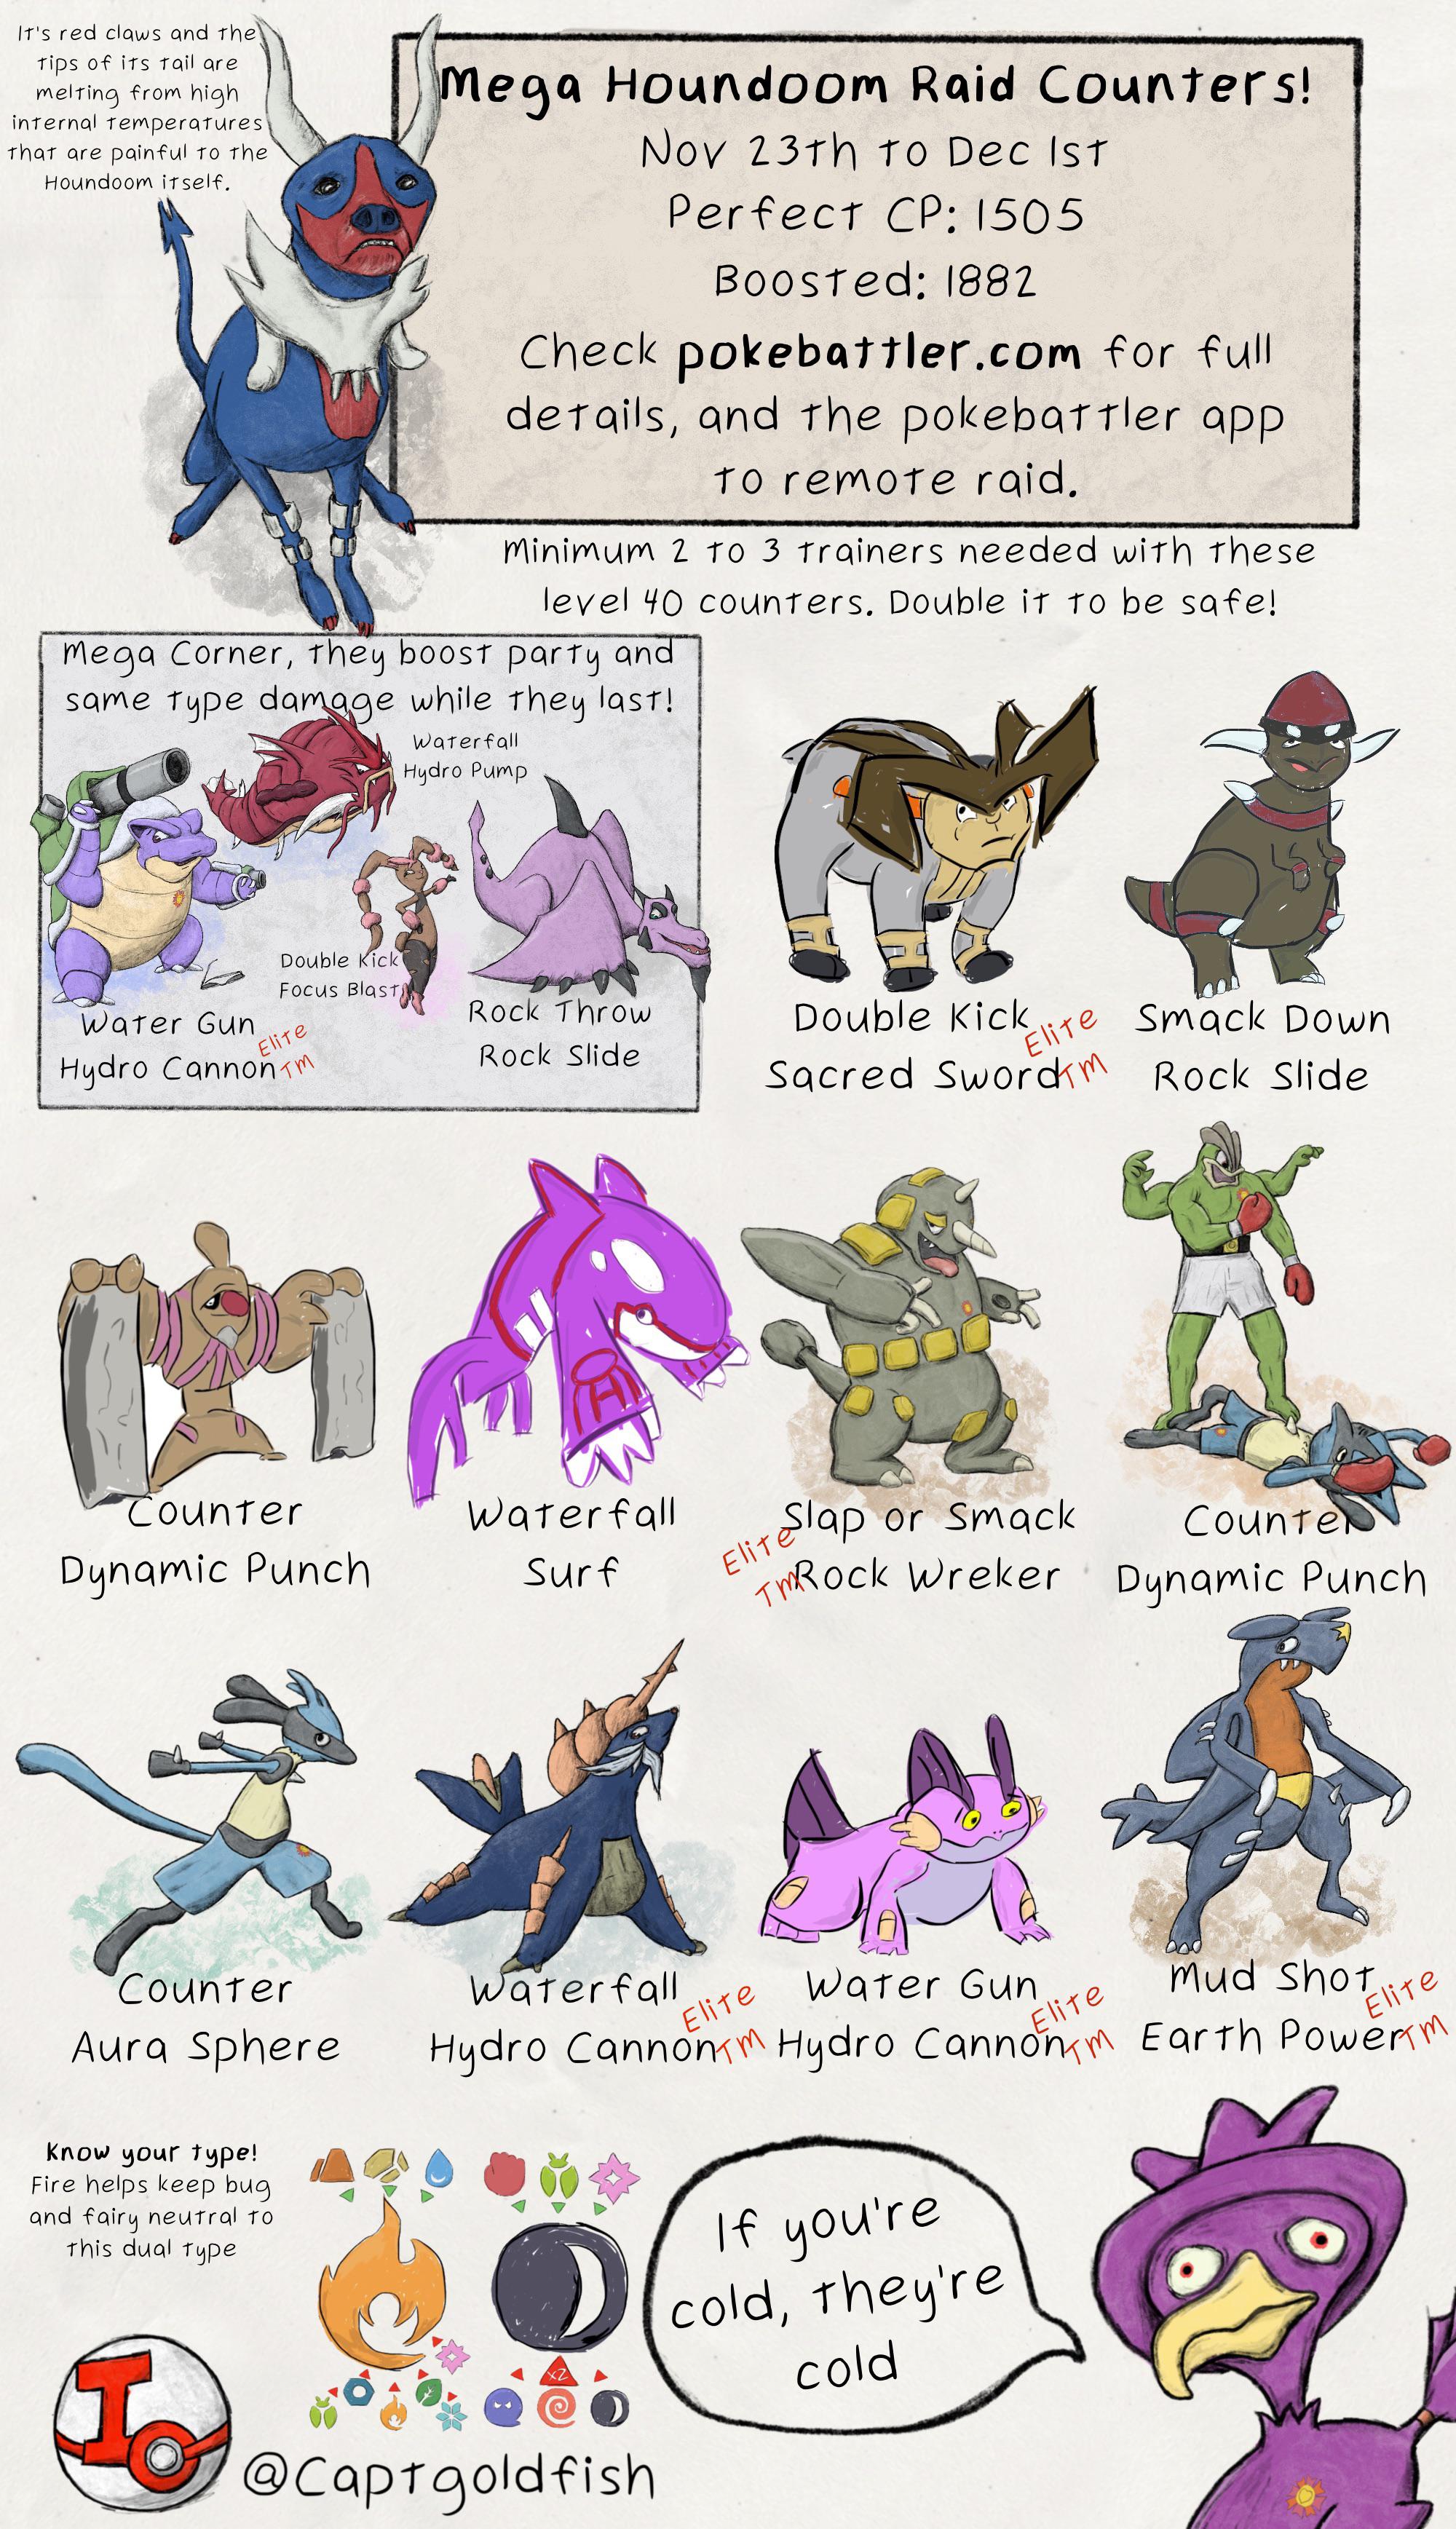 It's red claws and the
tips of its tail are
melting from high
internal temperatures
that are painful to the
Houndoom itself.
Mega Houndoom Raid Counters!
Nov 23th to Dec 1st
Perfect CP: 1505
Boosted: 1882
Check pokebattler.com for full
details, and the pokebattler app
to remote raid.
Minimum 2 to 3 trainers needed with these
level 40 counters. Double it to be safe!
Mega Corner, they boost party and
same type damage while they last!
Waterfall
Hydro Pump
Double Kick
Focus Blast
Water Gun
Hydro Cannon
Elite
TM
Rock Throw
Rock Slide
Double Kick
Sacred Sword
Elite
TM
Smack Down
Rock Slide
Counter
Dynamic Punch
Waterfall
Surf
Slap or Smack
Rock Wreker
Elite
TM
Counter
Dynamic Punch
Counter
Aura Sphere
Waterfall
Hydro Cannon
Elite
TM
Water Gun
Hydro Cannon
Elite
TM
Mud Shot
Earth Power
Elite
TM
Know your type!
Fire helps keep bug
and fairy neutral to
this dual type
x2
If you're
cold, they're
cold
I
@Captgoldfish